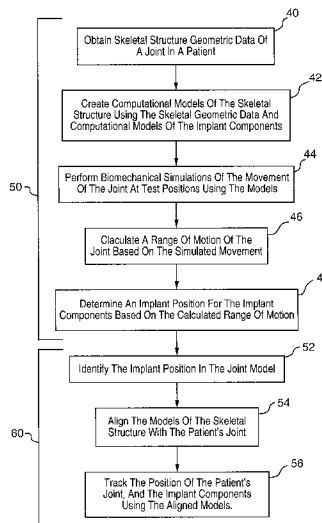 40
Obtain Skeletal Structure Geometric Data Of
A Joint In A Patient
42
Create Computational Models Of The Skeletal
Structure Using The Skeletal Geometric Data And
Computational Models Of The Implant Components
44
Perform Biomechanical Simulations Of The Movement
Of The Joint At Test Positions Using The Models
50
46
Claculate A Range Of Motion Of The
Joint Based On The Simulated Movement
4
Determine An Implant Position For The Implant
Components Based On The Calculated Range Of Motion
52
Identify The Implant Position In The Joint Model
54
60
Align The Models Of The Skeletal
Structure With The Patient's Joint
56
Track The Position Of The Patient's
Joint, And The Implant Components
Using The Aligned Models.